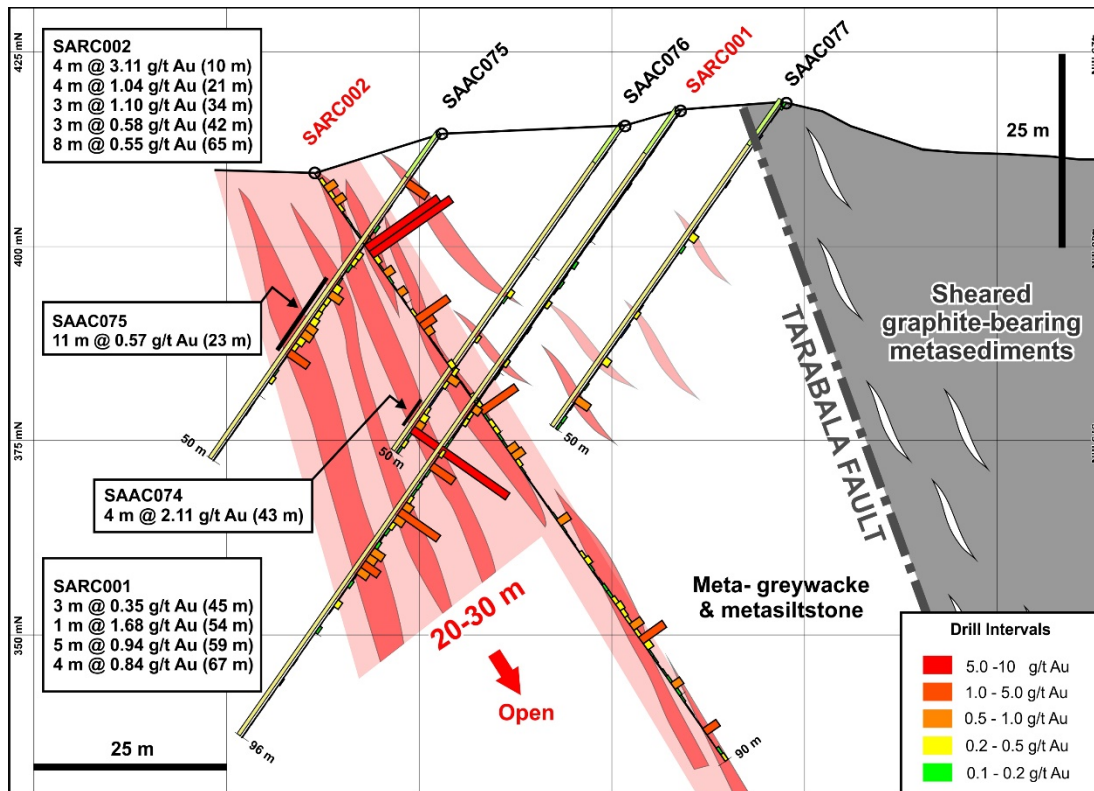 SARC002
4 m @ 3.11 g/t Au (10 m)
4 m @ 1.04 g/t Au (21 m)
3 m @ 1.10 g/t Au (34 m)
3 m @ 0.58 g/t Au (42 m)
8 m @ 0.55 g/t Au (65 m)
SARC002
SAAC075
SAAC076
SARC001
SAAC077
425 mN
400 mN
375 mN
350 mN
25 m
SAAC075
11 m @ 0.57 g/t Au (23 m)
SAAC074
4 m @ 2.11 g/t Au (43 m)
SARC001
3 m @ 0.35 g/t Au (45 m)
1 m @ 1.68 g/t Au (54 m)
5 m @ 0.94 g/t Au (59 m)
4 m @ 0.84 g/t Au (67 m)
50 m
50 m
50 m
96 m
90 m
20-30 m
Open
TARABALA FAULT
Sheared
graphite-bearing
metasediments
Meta- greywacke
& metasiltstone
25 m
Drill Intervals
5.0 -10 g/t Au
1.0 - 5.0 g/t Au
0.5 - 1.0 g/t Au
0.2 - 0.5 g/t Au
0.1 - 0.2 g/t Au